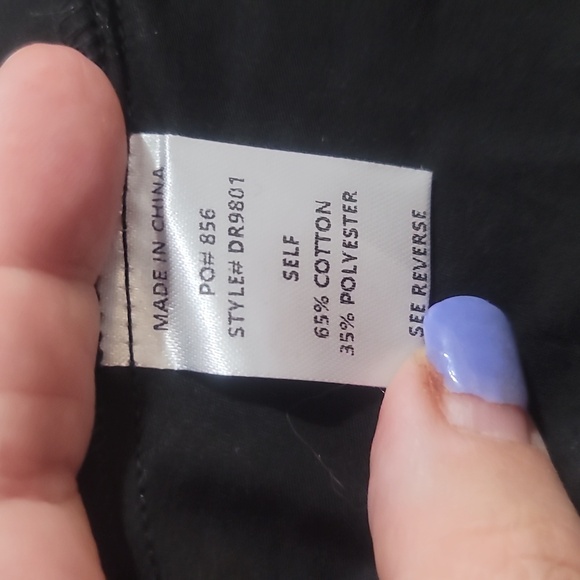 MADE IN CHINA
PO# 856
STYLE# DR9801
SELF
65% COTTON
35% POLYESTER
SEE REVERSE